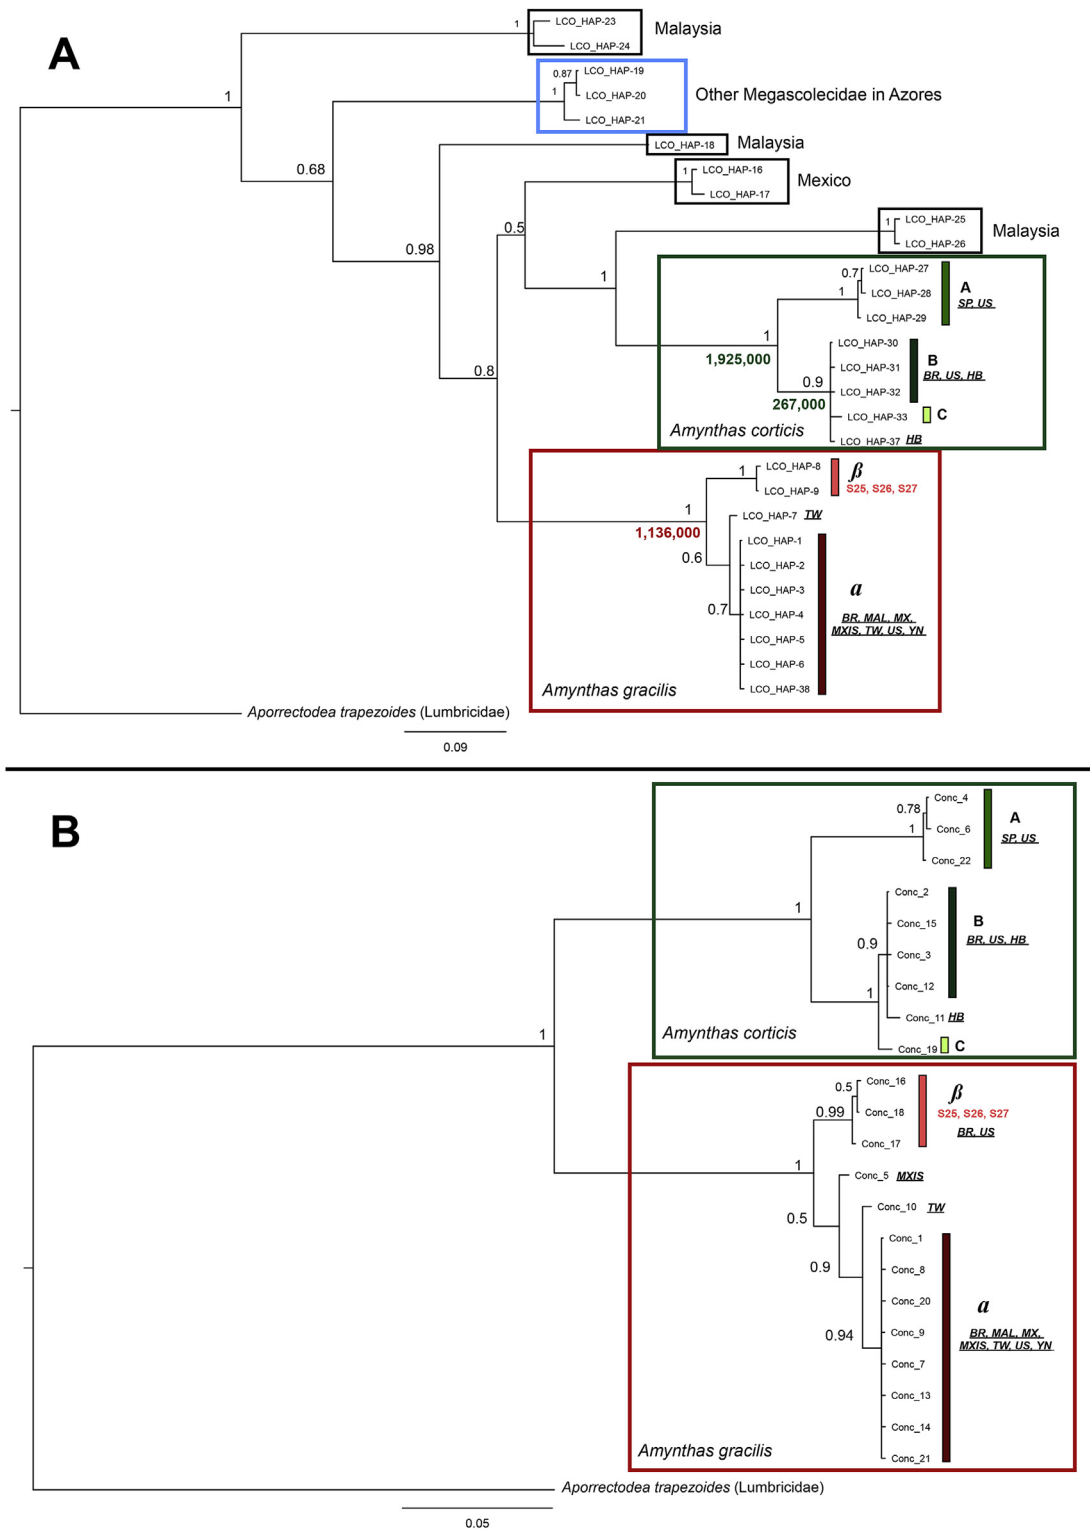 A
1
LCO_HAP-23
LCO_HAP-24
Malaysia
1
0.87
LCO_HAP-19
1
LCO_HAP-20
LCO_HAP-21
Other Megascolecidae in Azores
0.68
LCO_HAP-18
Malaysia
1
LCO_HAP-16
LCO_HAP-17
Mexico
0.5
1
LCO_HAP-25
LCO_HAP-26
Malaysia
0.98
1
0.7
LCO_HAP-27
1
LCO_HAP-28
LCO_HAP-29
A
SP, US
1
1,925,000
LCO_HAP-30
LCO_HAP-31
0.9
LCO_HAP-32
B
BR, US, HB
267,000
LCO_HAP-33
C
LCO_HAP-37 HB
Amynthas corticis
0.8
1
LCO_HAP-8
LCO_HAP-9
ß
S25, S26, S27
1
1,136,000
LCO_HAP-7 TW
0.6
LCO_HAP-1
LCO_HAP-2
LCO_HAP-3
0.7
LCO_HAP-4
LCO_HAP-5
LCO_HAP-6
LCO_HAP-38
a
BR, MAL, MX,
MXIS, TW, US, YN
Amynthas gracilis
Aporrectodea trapezoides (Lumbricidae)
0.09
B
0.78
Conc_4
1
Conc_6
Conc_22
A
SP, US
1
Conc_2
Conc_15
0.9
Conc_3
Conc_12
B
BR, US, HB
1
Conc_11 HB
Conc_19
C
Amynthas corticis
1
0.5
Conc_16
0.99
Conc_18
Conc_17
ß
S25, S26, S27
BR, US
1
Conc_5 MXIS
0.5
Conc_10 TW
0.9
Conc_1
Conc_8
Conc_20
0.94
Conc_9
Conc_7
Conc_13
Conc_14
Conc_21
a
BR, MAL, MX,
MXIS, TW, US, YN
Amynthas gracilis
Aporrectodea trapezoides (Lumbricidae)
0.05